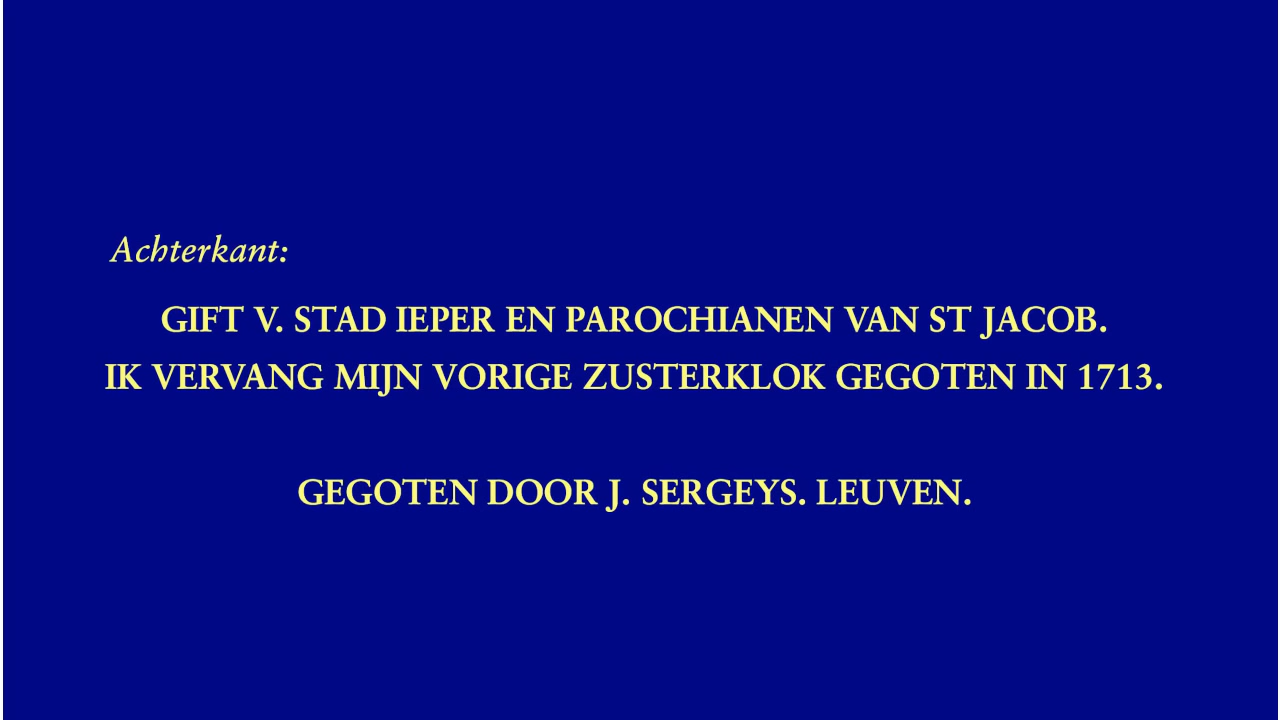 Achterkant:
GIFT V. STAD IEPER EN PAROCHIANEN VAN ST JACOB.
IK VERVANG MIJN VORIGE ZUSTERKLOK GEGOTEN IN 1713.
GEGOTEN DOOR J. SERGEYS. LEUVEN.